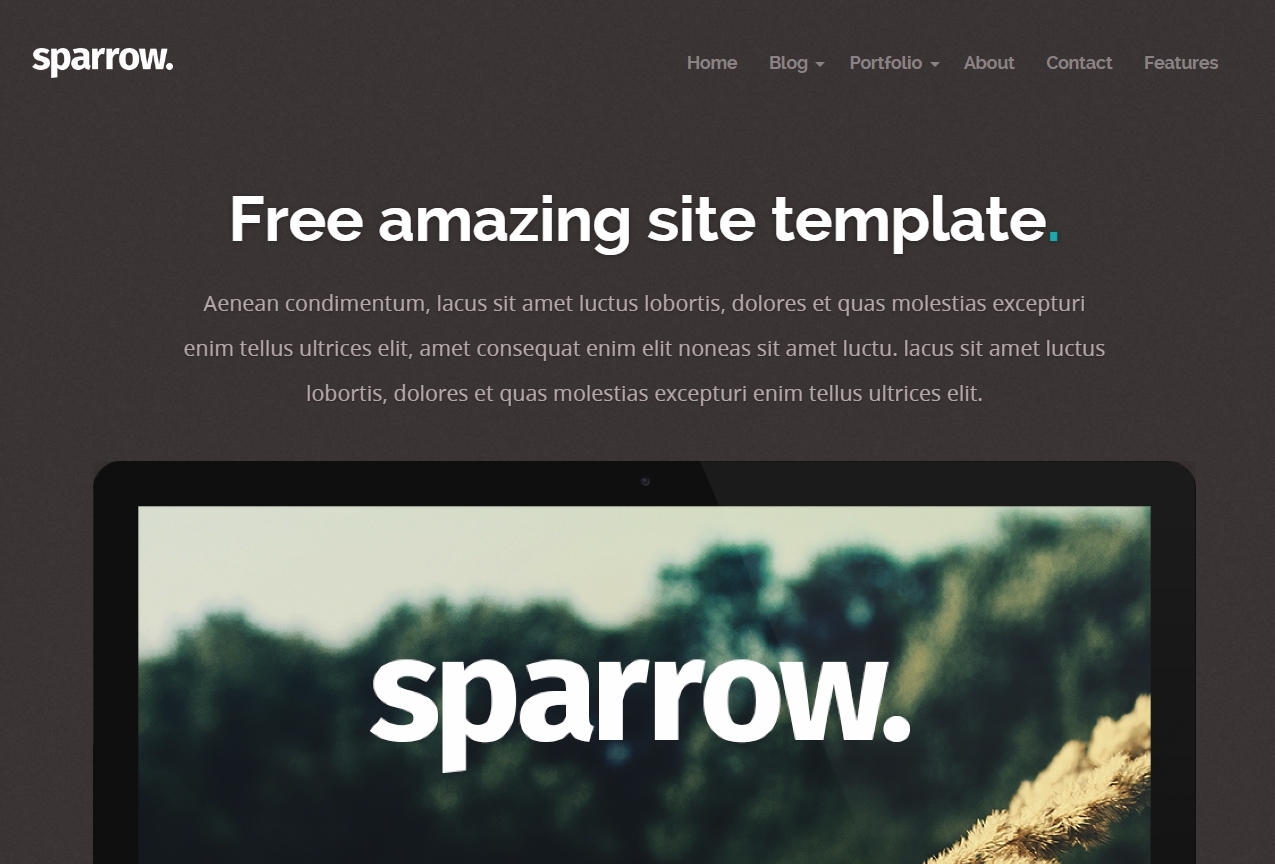 sparrow.
Home Blog Portfolio About Contact Features
Free amazing site template.
Aenean condimentum, lacus sit amet luctus lobortis, dolores et quas molestias excepturi
enim tellus ultrices elit, amet consequat enim elit noneas sit amet luctu. lacus sit amet luctus
lobortis, dolores et quas molestias excepturi enim tellus ultrices elit.
sparrow.